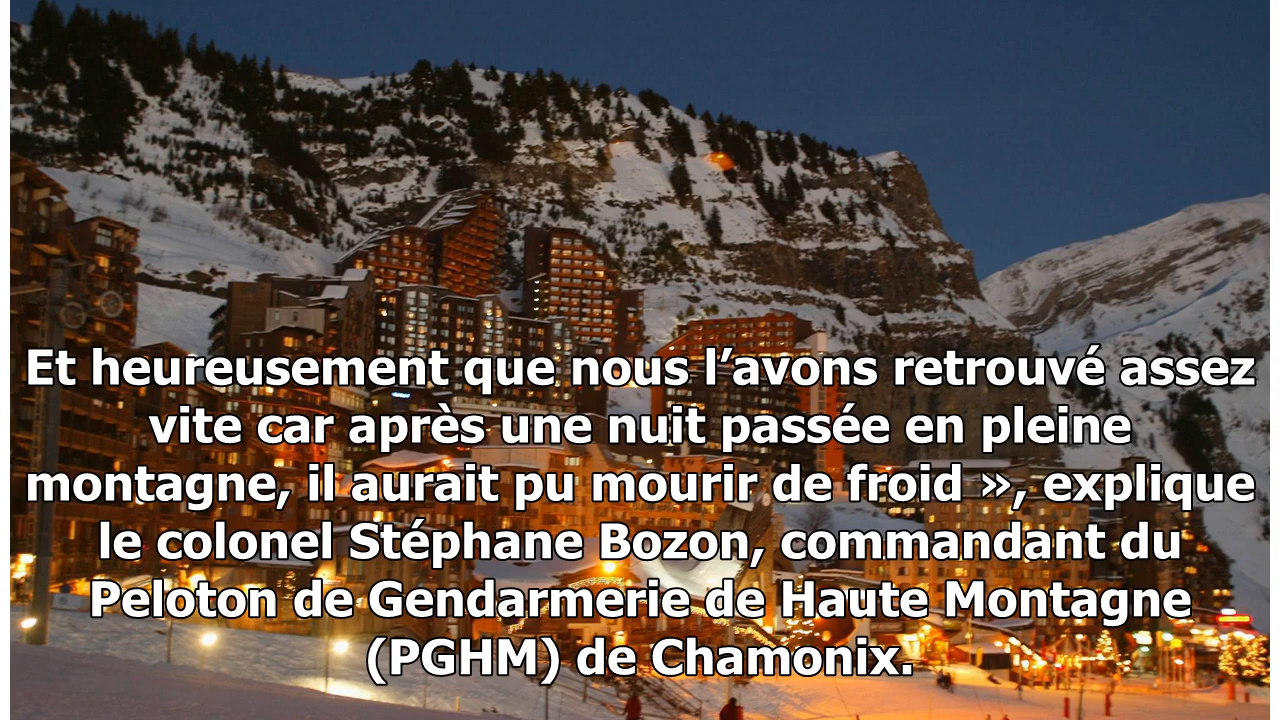 Et heureusement que nous l’avons retrouvé assez
vite car après une nuit passée en pleine
montagne, il aurait pu mourir de froid », explique
le colonel Stéphane Bozon, commandant du
Peloton de Gendarmerie de Haute Montagne
(PGHM) de Chamonix.